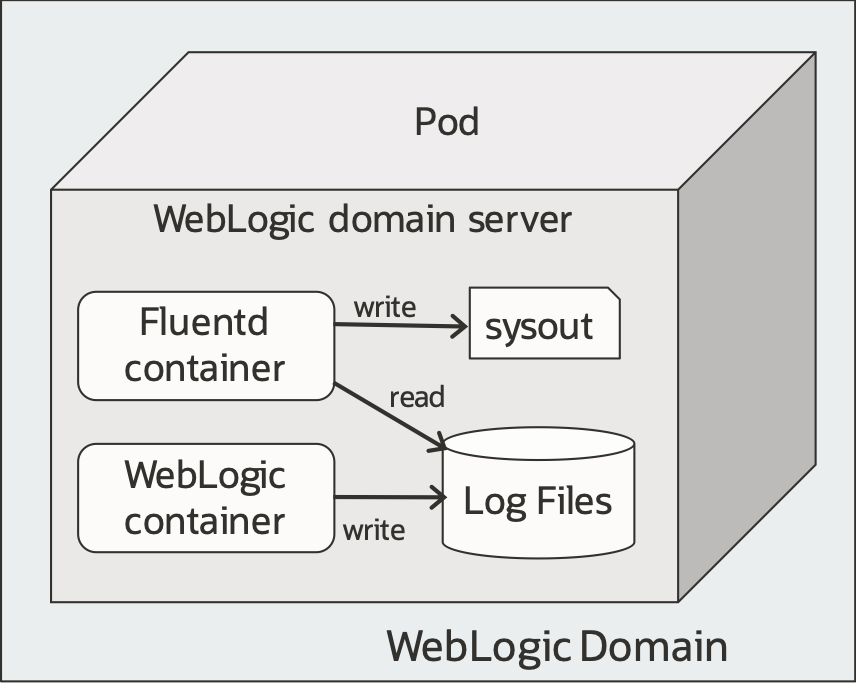 Pod
WebLogic domain server
Fluentd
container
write
sysout
read
WebLogic
container
write
Log Files
WebLogic Domain